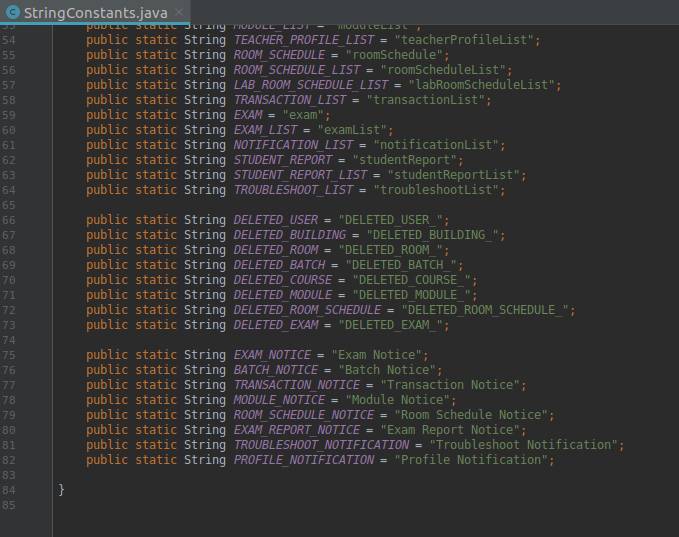 StringConstants.java
53 public static String MODULE_LIST = "moduleList";
54 public static String TEACHER_PROFILE_LIST = "teacherProfileList";
55 public static String ROOM_SCHEDULE = "roomSchedule";
56 public static String ROOM_SCHEDULE_LIST = "roomScheduleList";
57 public static String LAB_ROOM_SCHEDULE_LIST = "labRoomScheduleList";
58 public static String TRANSACTION_LIST = "transactionList";
59 public static String EXAM = "exam";
60 public static String EXAM_LIST = "examList";
61 public static String NOTIFICATION_LIST = "notificationList";
62 public static String STUDENT_REPORT = "studentReport";
63 public static String STUDENT_REPORT_LIST = "studentReportList";
64 public static String TROUBLESHOOT_LIST = "troubleshootList";
65
66 public static String DELETED_USER = "DELETED_USER_";
67 public static String DELETED_BUILDING = "DELETED_BUILDING_";
68 public static String DELETED_ROOM = "DELETED_ROOM_";
69 public static String DELETED_BATCH = "DELETED_BATCH_";
70 public static String DELETED_COURSE = "DELETED_COURSE_";
71 public static String DELETED_MODULE = "DELETED_MODULE_";
72 public static String DELETED_ROOM_SCHEDULE = "DELETED_ROOM_SCHEDULE_";
73 public static String DELETED_EXAM = "DELETED_EXAM_";
74
75 public static String EXAM_NOTICE = "Exam Notice";
76 public static String BATCH_NOTICE = "Batch Notice";
77 public static String TRANSACTION_NOTICE = "Transaction Notice";
78 public static String MODULE_NOTICE = "Module Notice";
79 public static String ROOM_SCHEDULE_NOTICE = "Room Schedule Notice";
80 public static String EXAM_REPORT_NOTICE = "Exam Report Notice";
81 public static String TROUBLESHOOT_NOTIFICATION = "Troubleshoot Notification";
82 public static String PROFILE_NOTIFICATION = "Profile Notification";
83
84 }
85